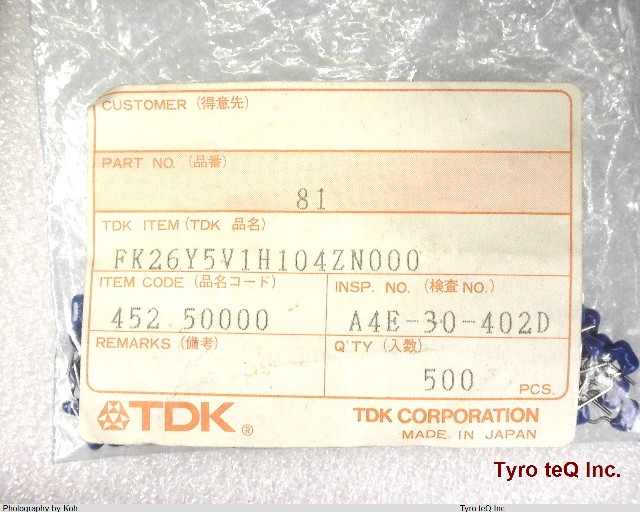 CUSTOMER (得意先)
PART NO. (品番)
81
TDK ITEM (TDK 品名)
FK26Y5V1H104ZN000
ITEM CODE (品名コード)
INSP. NO. (検査 NO.)
452 50000
A4E-30-402D
REMARKS (備考)
Q'TY (入数)
500 PCS.
TDK ®
TDK CORPORATION
MADE IN JAPAN
Tyro teQ Inc.
Photography by Koh
Tyro teQ Inc